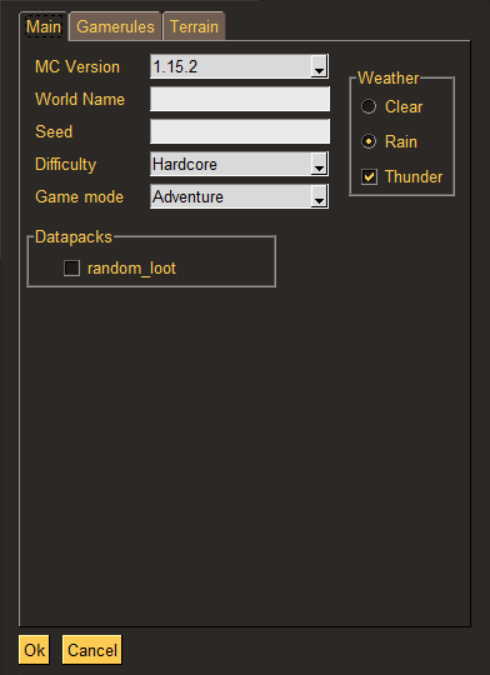 Main Gamerules Terrain
MC Version 1.15.2
World Name
Seed
Difficulty Hardcore
Game mode Adventure
Weather
Clear
Rain
Thunder
Datapacks
random_loot
Ok Cancel